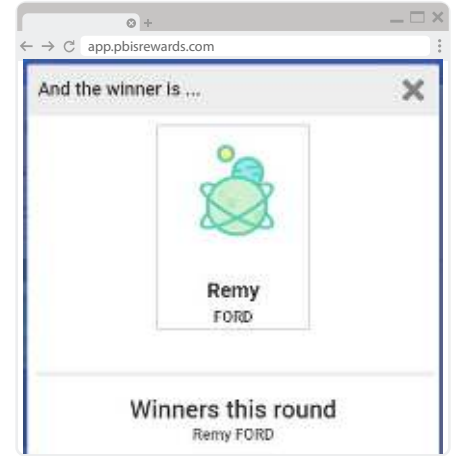 app.pbisrewards.com
And the winner is ...
Remy
FORD
Winners this round
Remy FORD